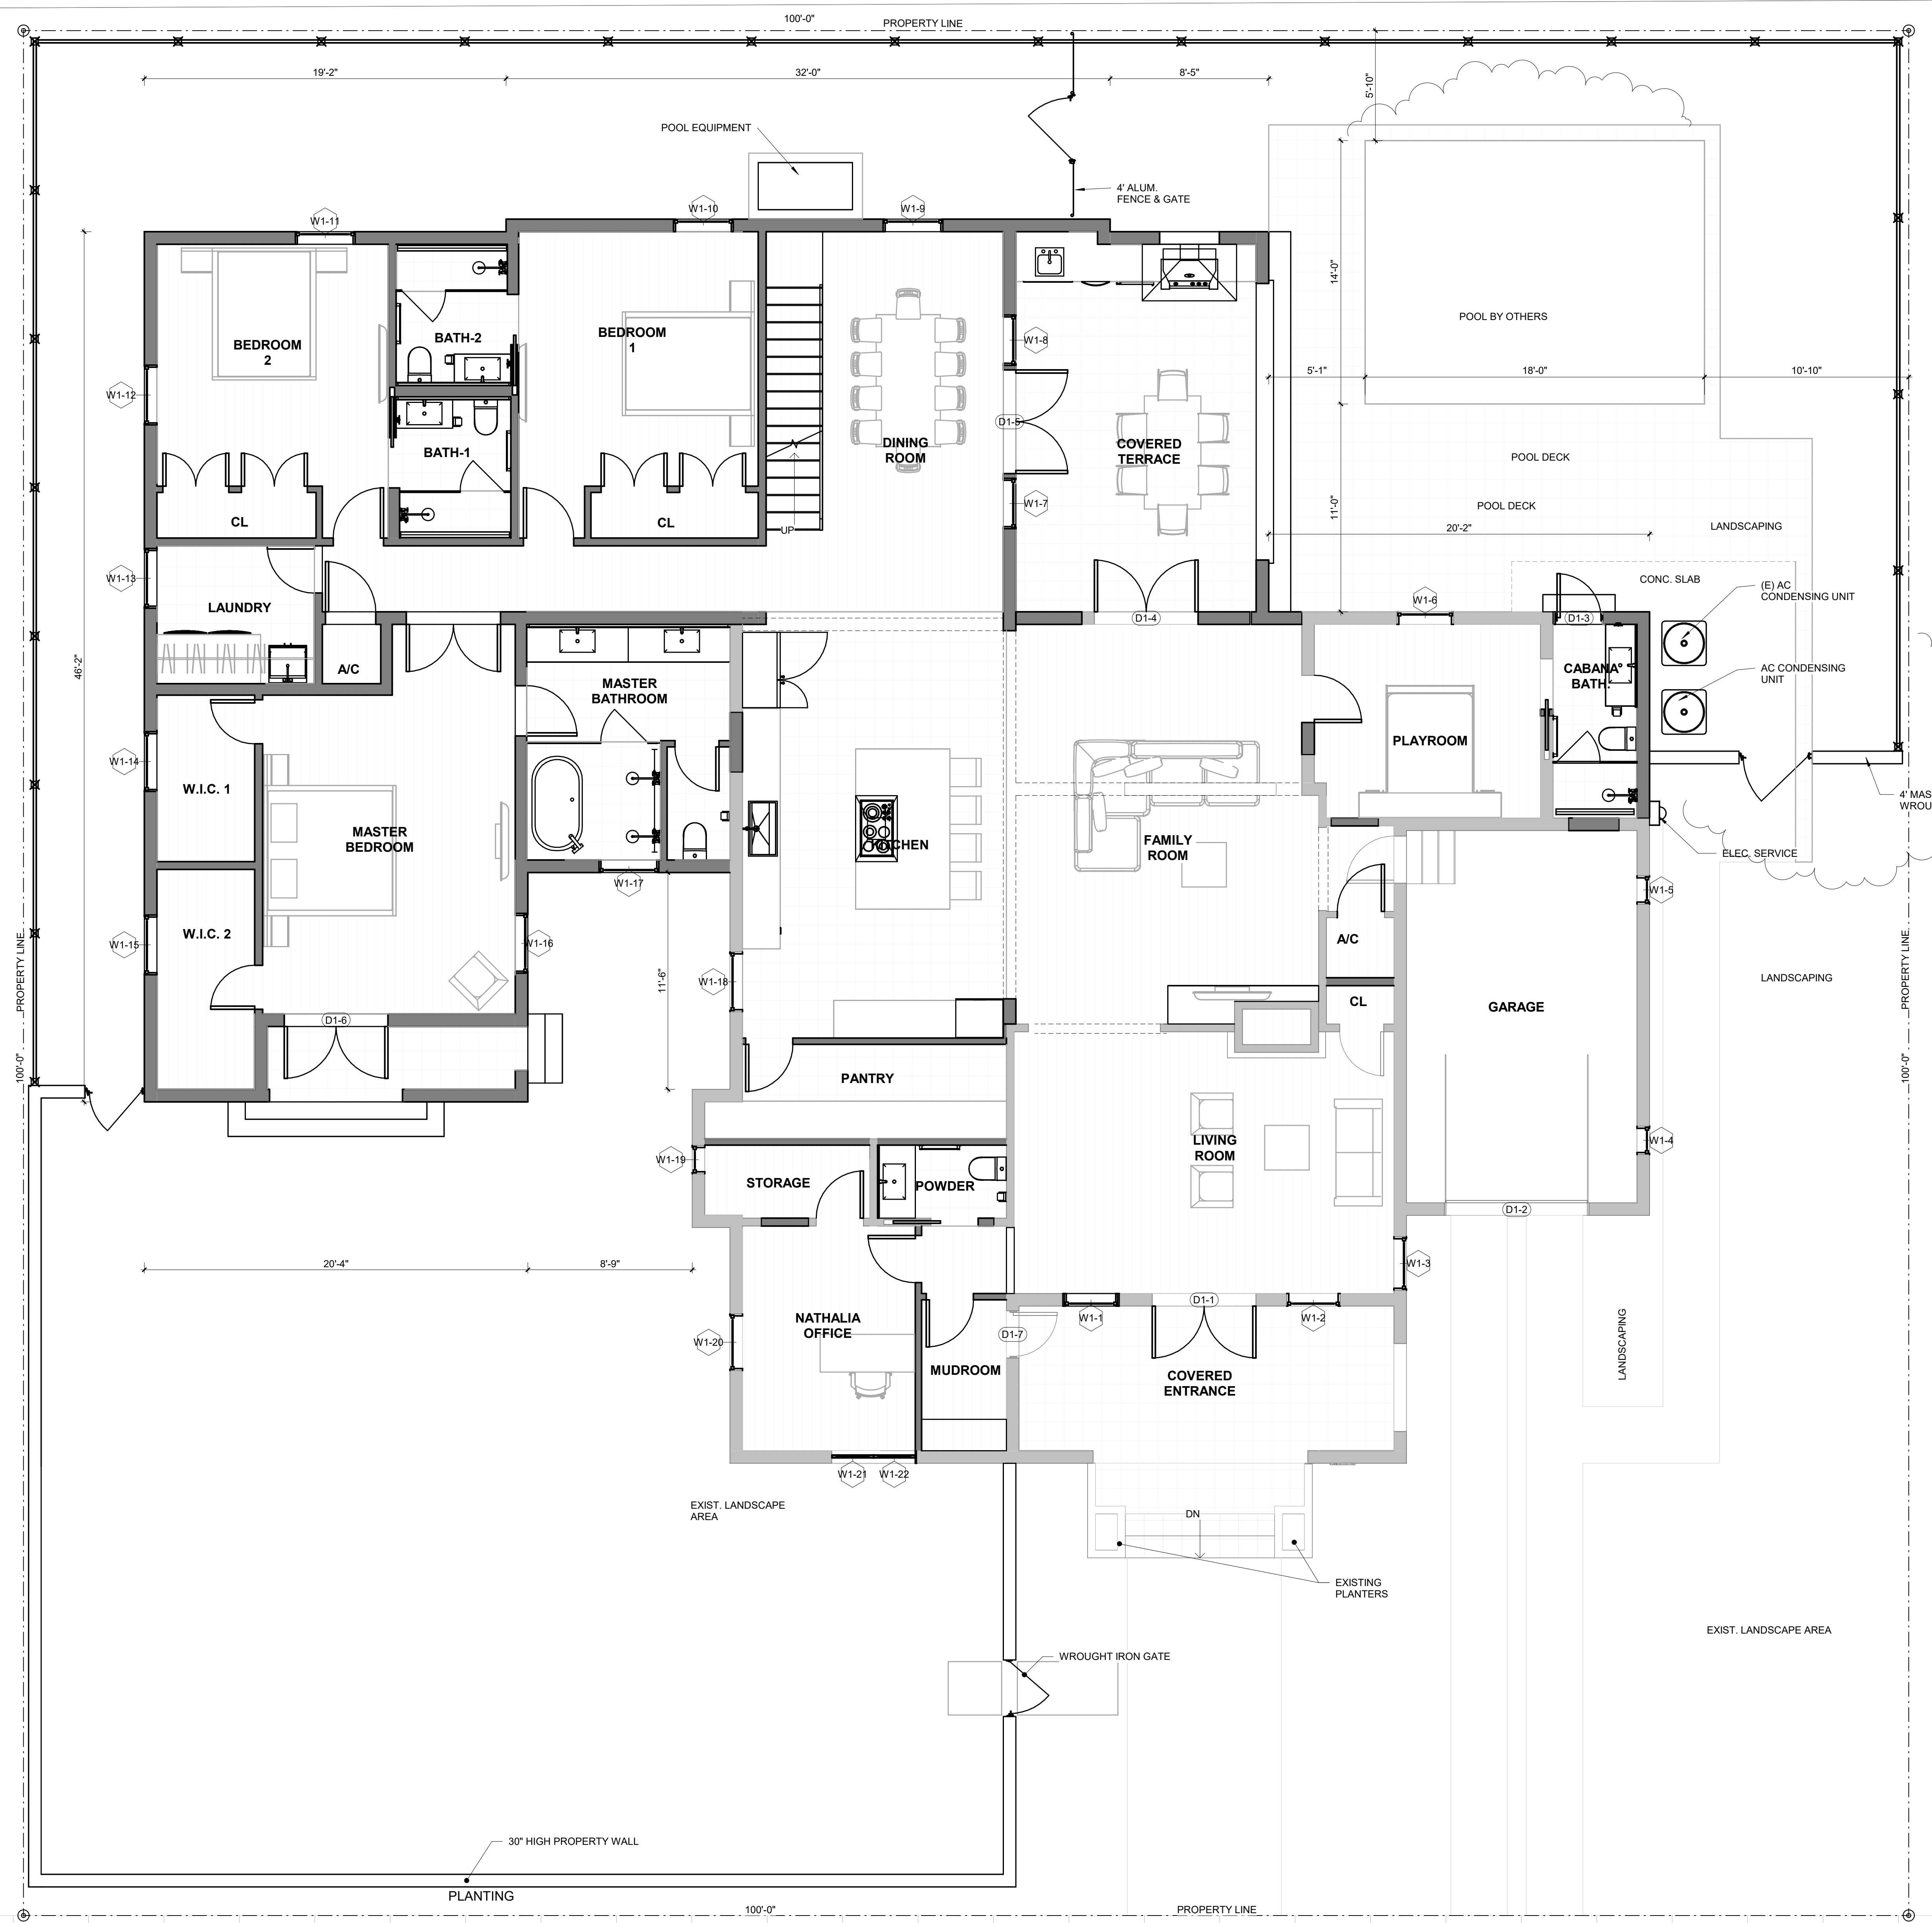 100'-0"
PROPERTY LINE
19'-2"
32'-0"
8'-5"
5'-10"
POOL EQUIPMENT
4' ALUM.
FENCE & GATE
W1-11
W1-10
W1-9
14'-0"
POOL BY OTHERS
BEDROOM
2
BATH-2
BEDROOM
1
W1-8
5'-1"
18'-0"
10'-10"
W1-12
D1-5
DINING
ROOM
COVERED
TERRACE
BATH-1
POOL DECK
11'-0"
W1-7
POOL DECK
CL
CL
UP
20'-2"
LANDSCAPING
W1-13
LAUNDRY
CONC. SLAB
(E) AC
CONDENSING UNIT
W1-6
D1-4
D1-3
46'-2"
A/C
MASTER
BATHROOM
CABANA
BATH.
AC CONDENSING
UNIT
PLAYROOM
W1-14
W.I.C. 1
4' MAS
WROU
MASTER
BEDROOM
KITCHEN
FAMILY
ROOM
ELEC. SERVICE
W1-17
W1-5
W.I.C. 2
W1-15
W1-16
A/C
PROPERTY LINE
PROPERTY LINE
11'-6"
W1-18
LANDSCAPING
CL
GARAGE
D1-6
100'-0"
100'-0"
PANTRY
LIVING
ROOM
W1-4
W1-19
STORAGE
POWDER
D1-2
20'-4"
8'-9"
W1-3
D1-1
W1-1
W1-2
NATHALIA
OFFICE
W1-20
D1-7
MUDROOM
COVERED
ENTRANCE
LANDSCAPING
W1-21
W1-22
EXIST. LANDSCAPE
AREA
DN
EXISTING
PLANTERS
EXIST. LANDSCAPE AREA
WROUGHT IRON GATE
30" HIGH PROPERTY WALL
PLANTING
100'-0"
PROPERTY LINE